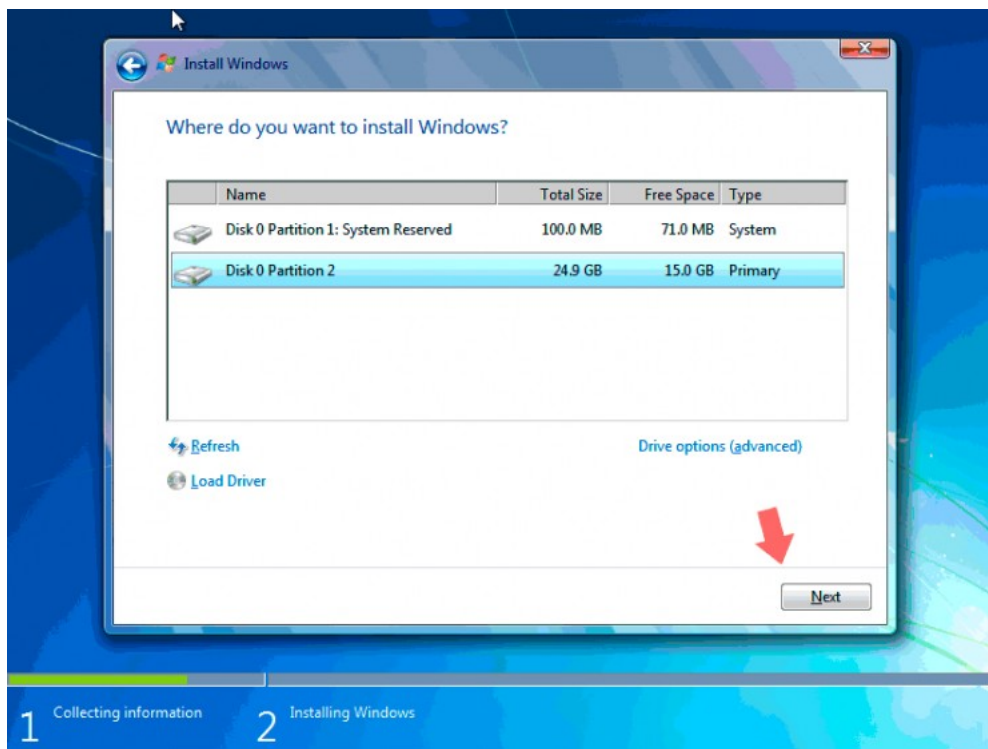 Install Windows
Where do you want to install Windows?
Name Total Size Free Space Type
Disk 0 Partition 1: System Reserved 100.0 MB 71.0 MB System
Disk 0 Partition 2 24.9 GB 15.0 GB Primary
Refresh Drive options (advanced)
Load Driver
Next
1 Collecting information 2 Installing Windows